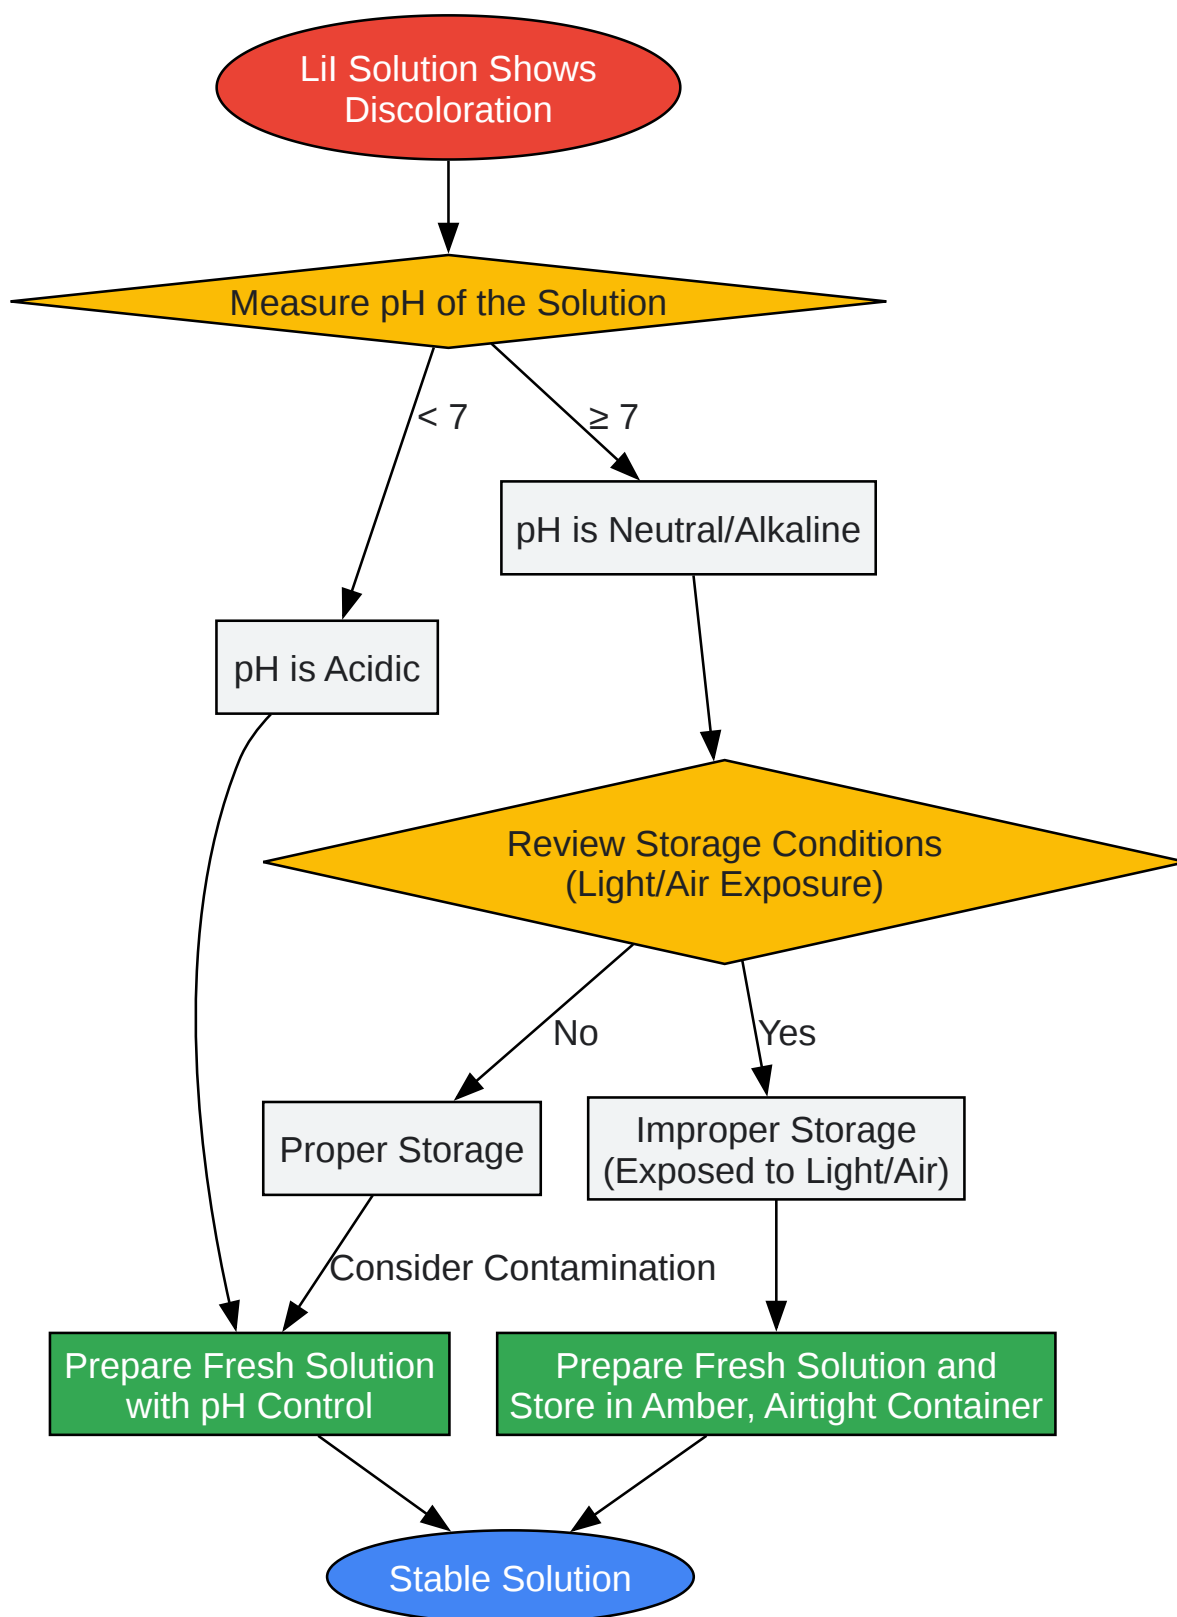 LiI Solution Shows
Discoloration
Measure pH of the Solution
< 7
≥ 7
pH is Neutral/Alkaline
pH is Acidic
Review Storage Conditions
(Light/Air Exposure)
No
Yes
Proper Storage
Improper Storage
(Exposed to Light/Air)
Consider Contamination
Prepare Fresh Solution
with pH Control
Prepare Fresh Solution and
Store in Amber, Airtight Container
Stable Solution